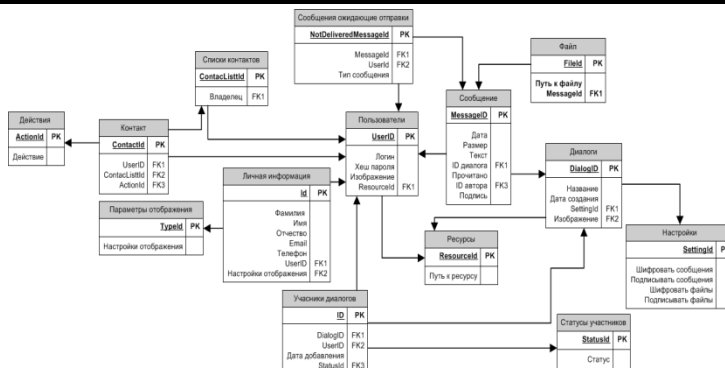 Сообщения ожидающие отправки
NotDeliveredMessageId PK
MessageId FK1
UserId FK2
Тип сообщения
Файл
FileId PK
Путь к файлу
MessageId FK1
Списки контактов
ContacListtId PK
Владелец FK1
Действия
ActionId PK
Действие
Контакт
ContactId PK
UserID FK1
ContacListtId FK2
ActionId FK3
Пользователи
UserID PK
Логин
Хеш пароля
Изображение
ResourceId FK1
Сообщение
MessageID PK
Дата
Размер
Текст
ID диалога FK1
Прочитано
ID автора FK3
Подпись
Диалоги
DialogID PK
Название
Дата создания
SettingId FK1
Изображение FK2
Личная информация
Id PK
Фамилия
Имя
Отчество
Email
Телефон
UserID FK1
Настройки отображения FK2
Параметры отображения
TypeId PK
Настройки отображения
Ресурсы
ResourceId PK
Путь к ресурсу
Настройки
SettingId P
Шифровать сообщения
Подписывать сообщения
Шифровать файлы
Подписывать файлы
Учасники диалогов
ID PK
DialogID FK1
UserID FK2
Дата добавления
StatusId FK3
Статусы участников
StatusId PK
Статус